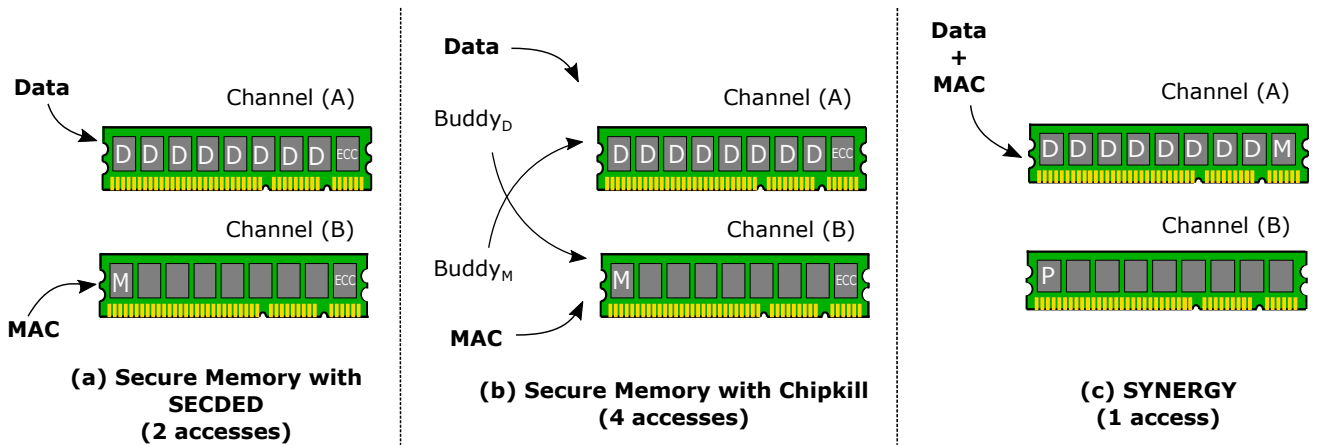 Data
Channel (A)
D D D D D D D D ECC
Channel (B)
M ECC
MAC
(a) Secure Memory with
SECDED
(2 accesses)
Data
Channel (A)
Buddy_D
D D D D D D D D ECC
Channel (B)
Buddy_M
M ECC
MAC
(b) Secure Memory with Chipkill
(4 accesses)
Data
+
MAC
Channel (A)
D D D D D D D D M
Channel (B)
P
(c) SYNERGY
(1 access)